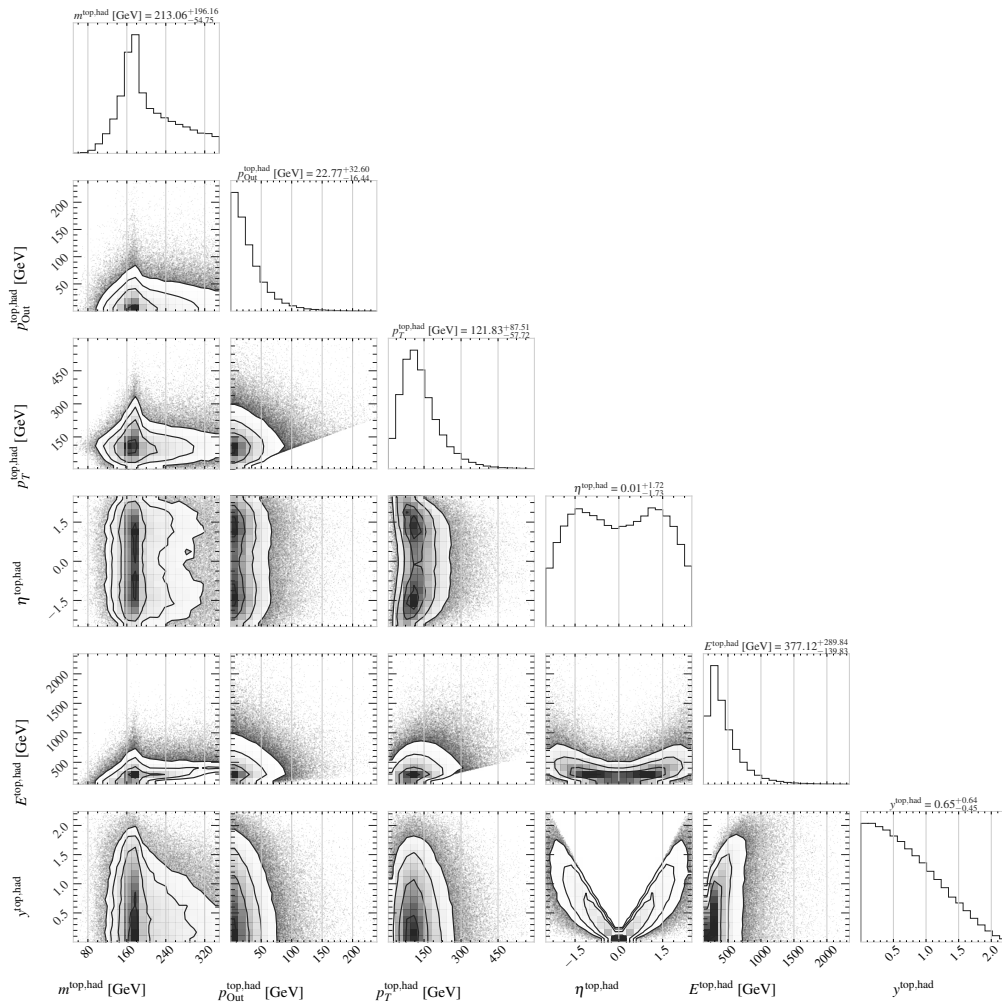 m^top,had [GeV] = 213.06 +196.16 −54.75
p_Out^top,had [GeV] = 22.77 +32.60 −16.44
200
150
100
50
p_Out^top,had [GeV]
p_T^top,had [GeV] = 121.83 +87.51 −57.72
450
300
150
p_T^top,had [GeV]
η^top,had = 0.01 +1.72 −1.73
1.5
0.0
−1.5
η^top,had
E^top,had [GeV] = 377.12 +289.84 −139.83
2000
1500
1000
500
E^top,had [GeV]
y^top,had = 0.65 +0.64 −0.45
2.0
1.5
1.0
0.5
y^top,had
80 160 240 320 50 100 150 200 150 300 450 −1.5 0.0 1.5 500 1000 1500 2000 0.5 1.0 1.5 2.0
m^top,had [GeV] p_Out^top,had [GeV] p_T^top,had [GeV] η^top,had E^top,had [GeV] y^top,had